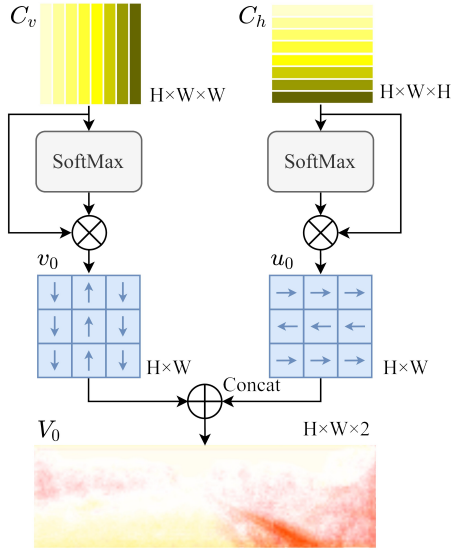 C_v C_h
H×W×W H×W×H
SoftMax SoftMax
v_0 u_0
H×W H×W
Concat
V_0 H×W×2